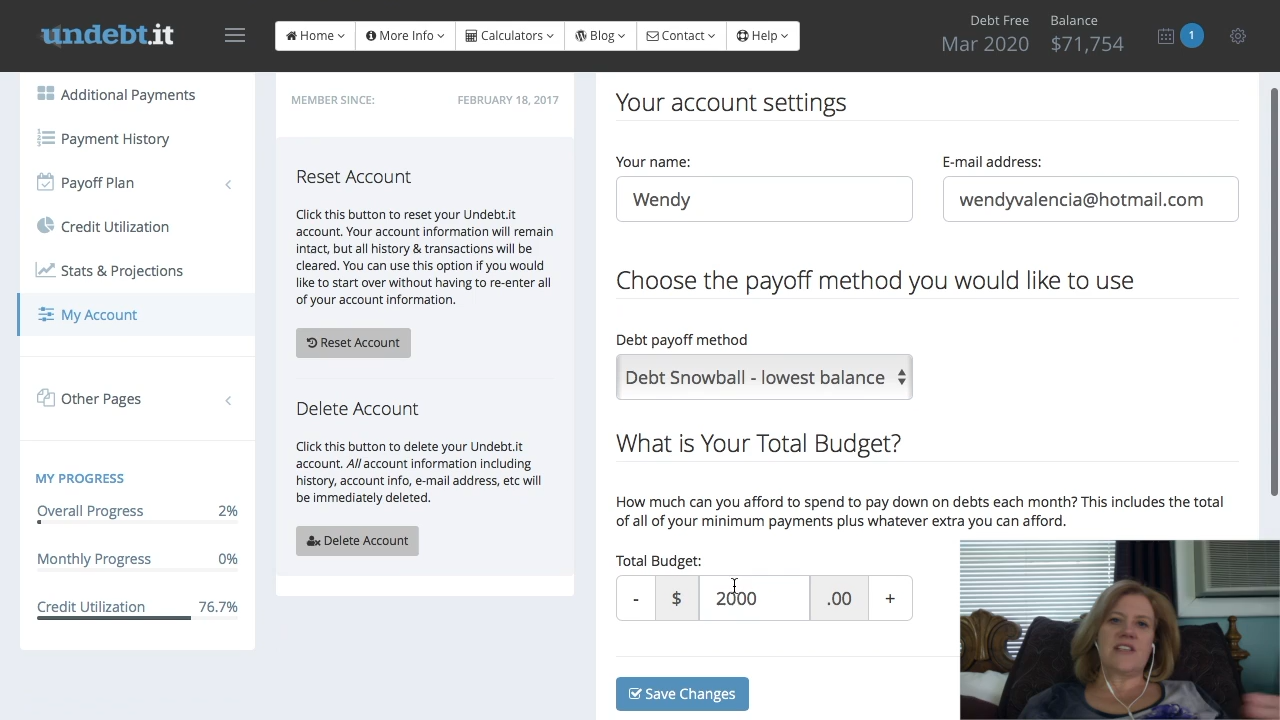 undebt.it
Home
More Info
Calculators
Blog
Contact
Help
Debt Free
Mar 2020
Balance
$71,754
1
Additional Payments
Payment History
Payoff Plan
Credit Utilization
Stats & Projections
My Account
Other Pages
MY PROGRESS
Overall Progress 2%
Monthly Progress 0%
Credit Utilization 76.7%
MEMBER SINCE: FEBRUARY 18, 2017
Reset Account
Click this button to reset your Undebt.it
account. Your account information will remain
intact, but all history & transactions will be
cleared. You can use this option if you would
like to start over without having to re-enter all
of your account information.
Reset Account
Delete Account
Click this button to delete your Undebt.it
account. All account information including
history, account info, e-mail address, etc will
be immediately deleted.
Delete Account
Your account settings
Your name:
Wendy
E-mail address:
wendyvalencia@hotmail.com
Choose the payoff method you would like to use
Debt payoff method
Debt Snowball - lowest balance
What is Your Total Budget?
How much can you afford to spend to pay down on debts each month? This includes the total
of all of your minimum payments plus whatever extra you can afford.
Total Budget:
- $ 2000 .00 +
Save Changes